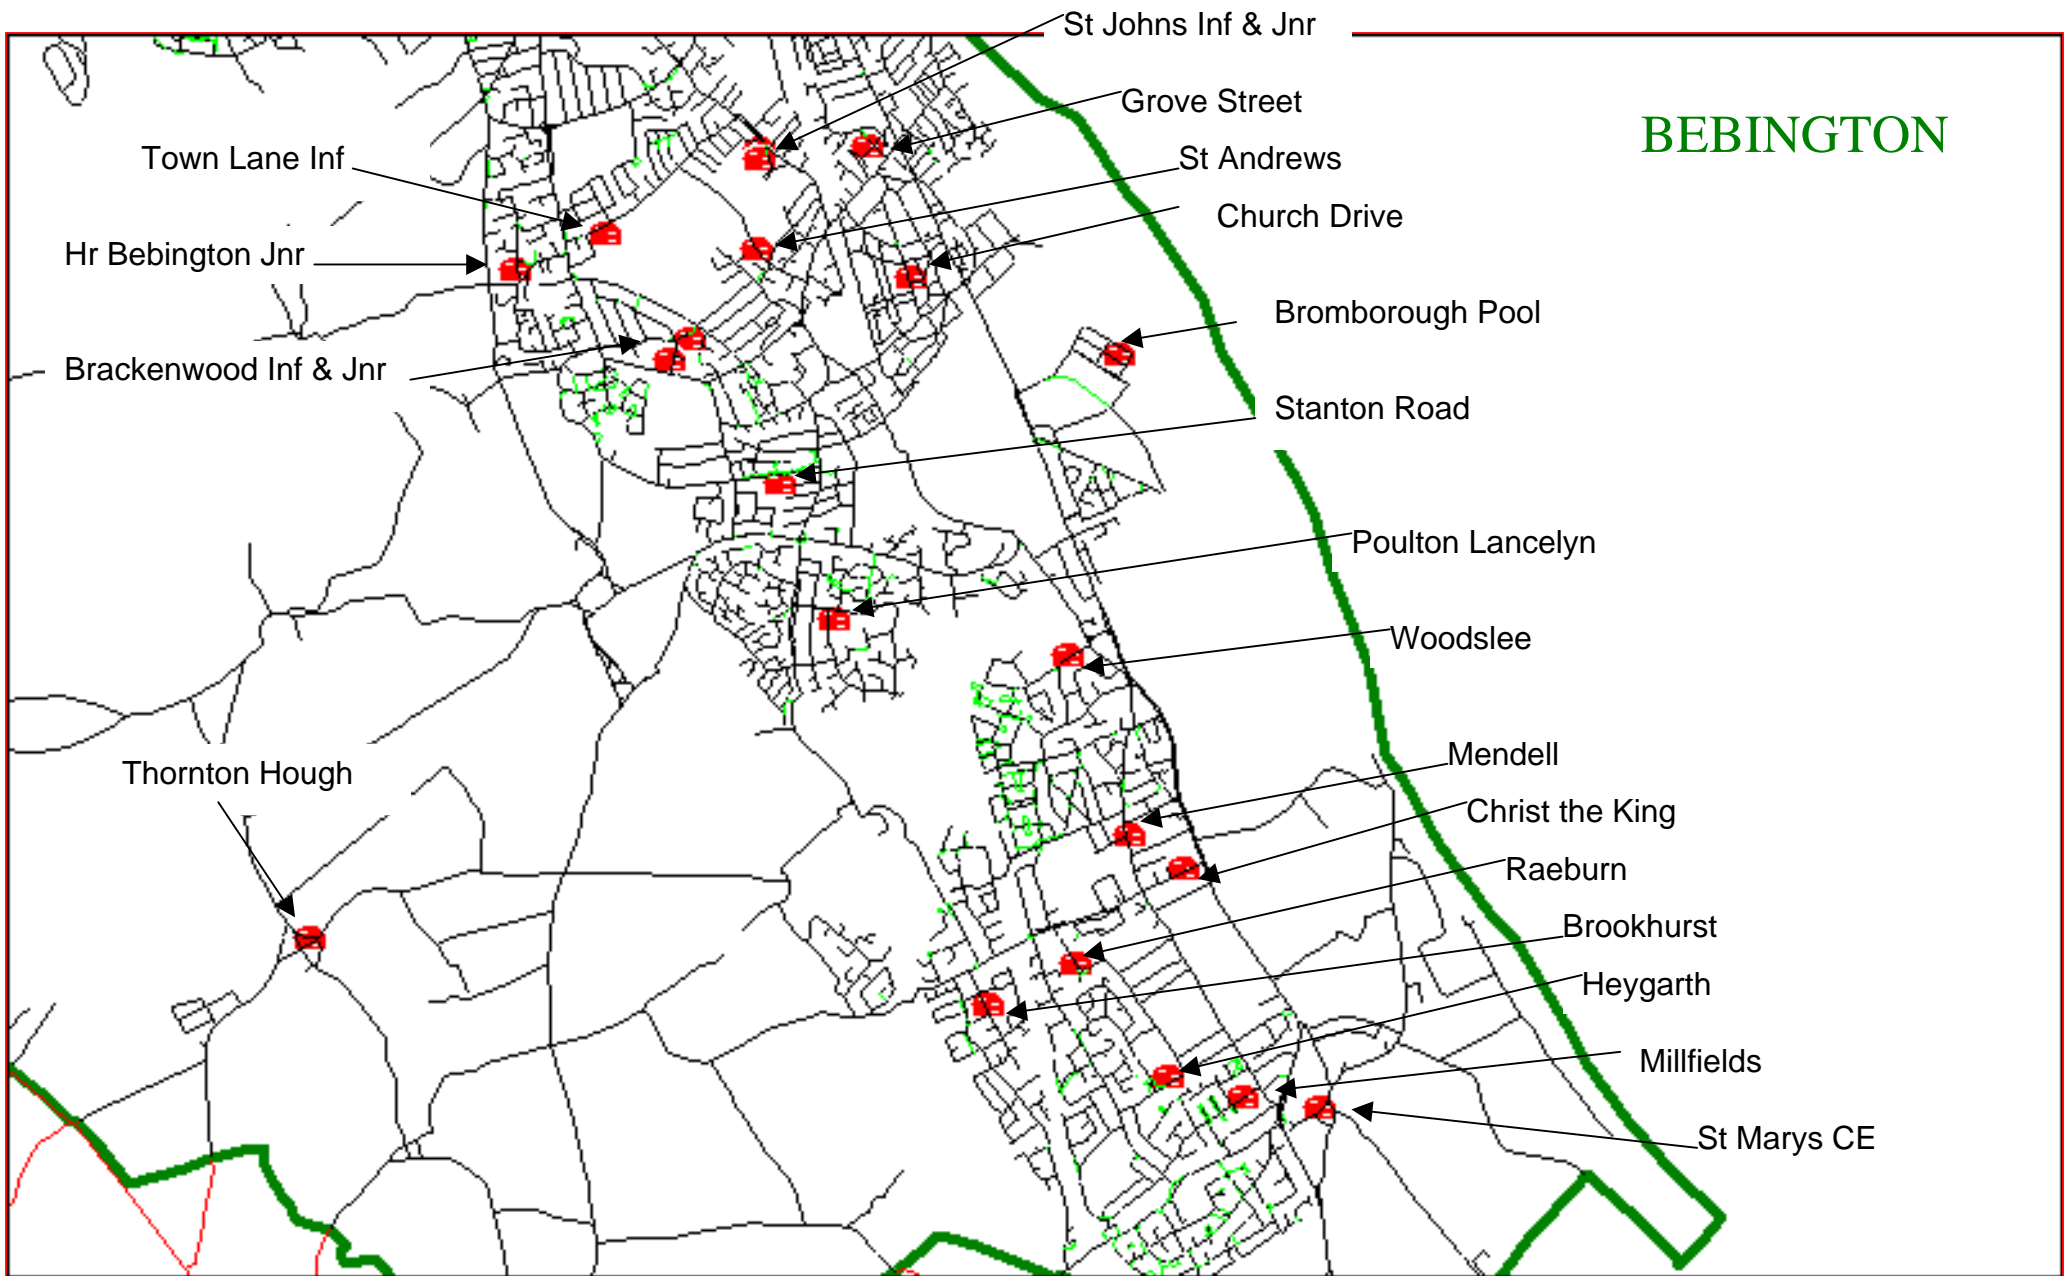 St Johns Inf & Jnr
Grove Street
BEBINGTON
Town Lane Inf
St Andrews
Church Drive
Hr Bebington Jnr
Bromborough Pool
Brackenwood Inf & Jnr
Stanton Road
Poulton Lancelyn
Woodslee
Mendell
Thornton Hough
Christ the King
Raeburn
Brookhurst
Heygarth
Millfields
St Marys CE